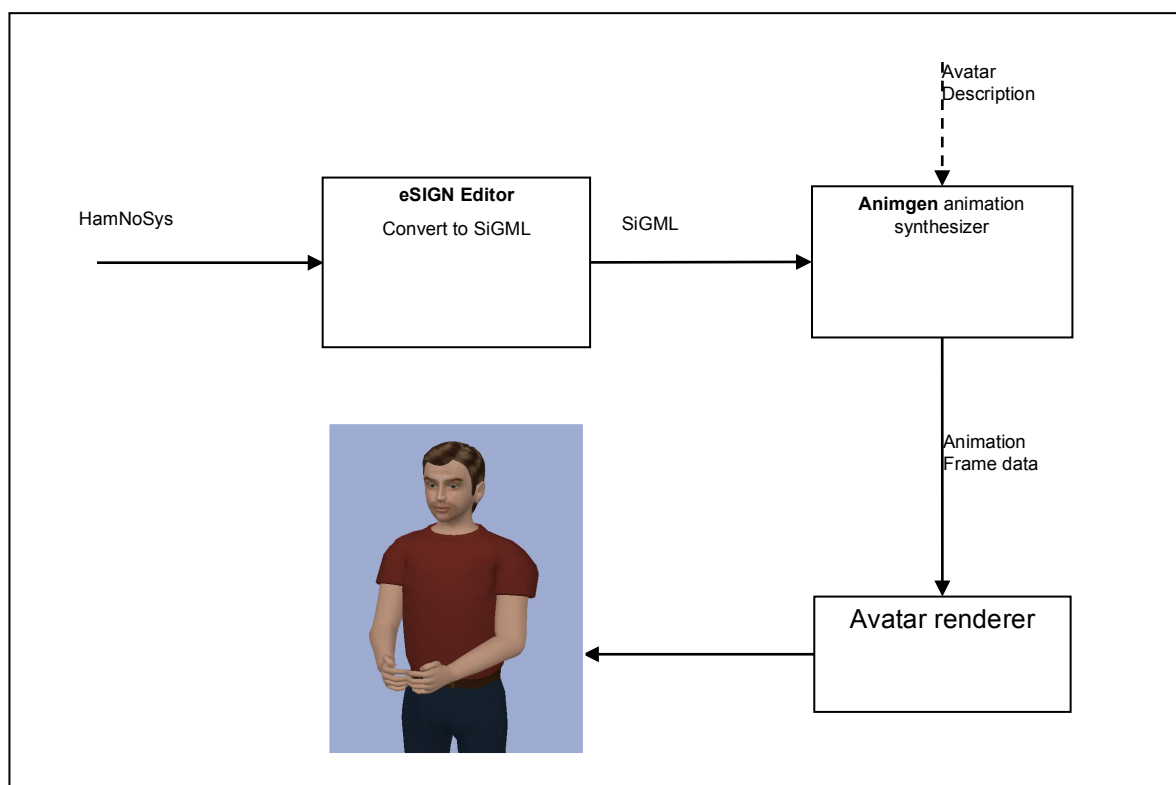 Avatar
Description
eSIGN Editor
Convert to SiGML
HamNoSys
SiGML
Animgen animation
synthesizer
Animation
Frame data
Avatar renderer